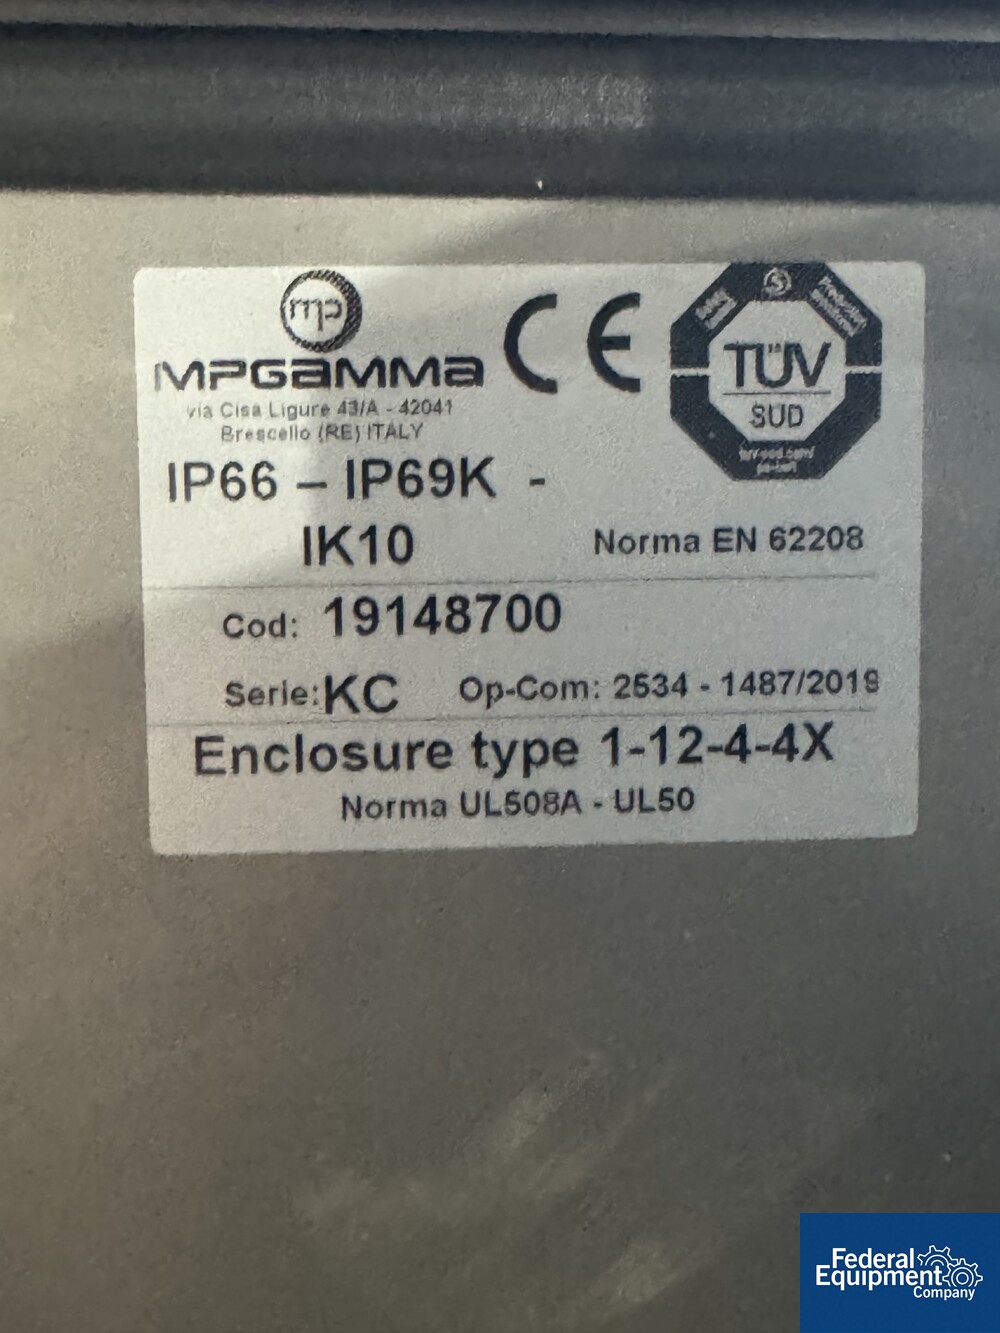 mp
MPGAMMA
via Cisa Ligure 43/A - 42041
Brescello (RE) ITALY
CE
TÜV
SÜD
IP66 – IP69K -
IK10
Norma EN 62208
Cod: 19148700
Serie: KC Op-Com: 2534 - 1487/2019
Enclosure type 1-12-4-4X
Norma UL508A - UL50
Federal
Equipment
Company